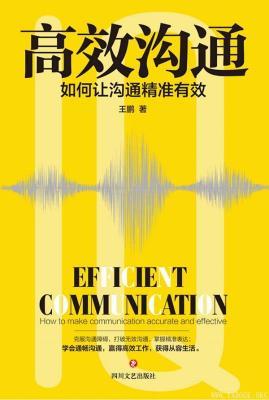 高效沟通
如何让沟通精准有效
王鹏 著
EFFICIENT
COMMUNICATION
How to make communication accurate and effective
克服沟通障碍，打破无效沟通，掌握精准表达；
学会通畅沟通，赢得高效工作，获得从容生活。
四川文艺出版社